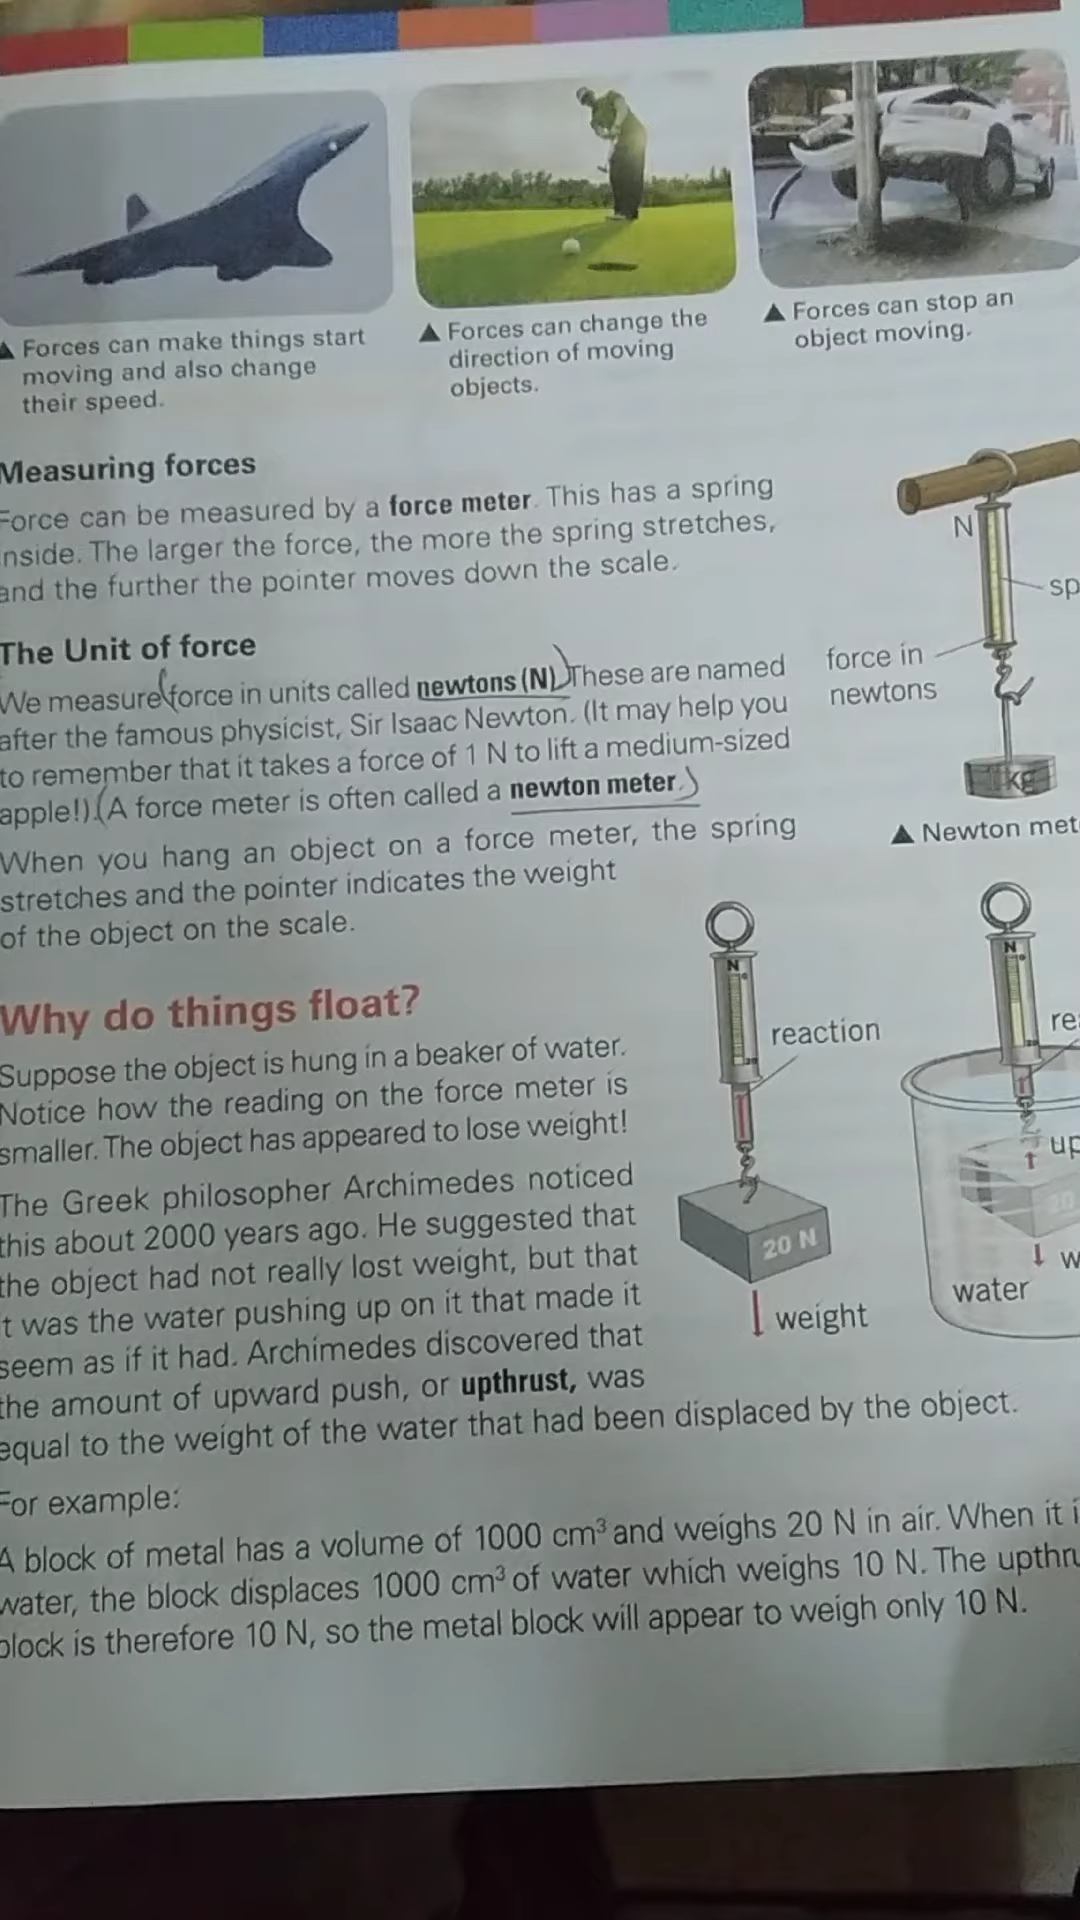 ▲ Forces can make things start
moving and also change
their speed.
▲ Forces can change the
direction of moving
objects.
▲ Forces can stop an
object moving.
Measuring forces
Force can be measured by a force meter. This has a spring
inside. The larger the force, the more the spring stretches,
and the further the pointer moves down the scale.
N
force in
newtons
kg
▲ Newton
The Unit of force
We measure force in units called newtons (N) These are named
after the famous physicist, Sir Isaac Newton. (It may help you
to remember that it takes a force of 1 N to lift a medium-sized
apple!). (A force meter is often called a newton meter.)
When you hang an object on a force meter, the spring
stretches and the pointer indicates the weight
of the object on the scale.
Why do things float?
Suppose the object is hung in a beaker of water.
Notice how the reading on the force meter is
smaller. The object has appeared to lose weight!
The Greek philosopher Archimedes noticed
this about 2000 years ago. He suggested that
the object had not really lost weight, but that
it was the water pushing up on it that made it
seem as if it had. Archimedes discovered that
the amount of upward push, or upthrust, was
equal to the weight of the water that had been displaced by the object.
N
reaction
20 N
weight
N
20
water
For example:
A block of metal has a volume of 1000 cm³ and weighs 20 N in air. When it
water, the block displaces 1000 cm³ of water which weighs 10 N. The
block is therefore 10 N, so the metal block will appear to weigh only 10 N.